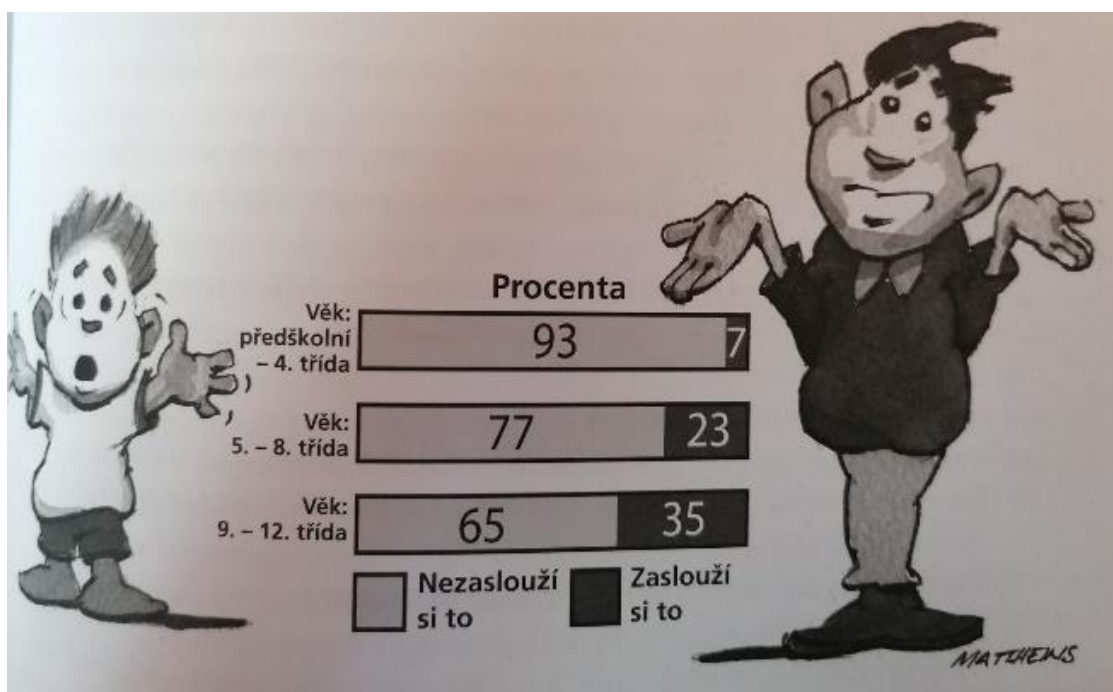 Procenta
Věk:
předškolní
– 4. třída
93
7
Věk:
5. – 8. třída
77
23
Věk:
9. – 12. třída
65
35
Nezaslouží
si to
Zaslouží
si to
MATTHEWS